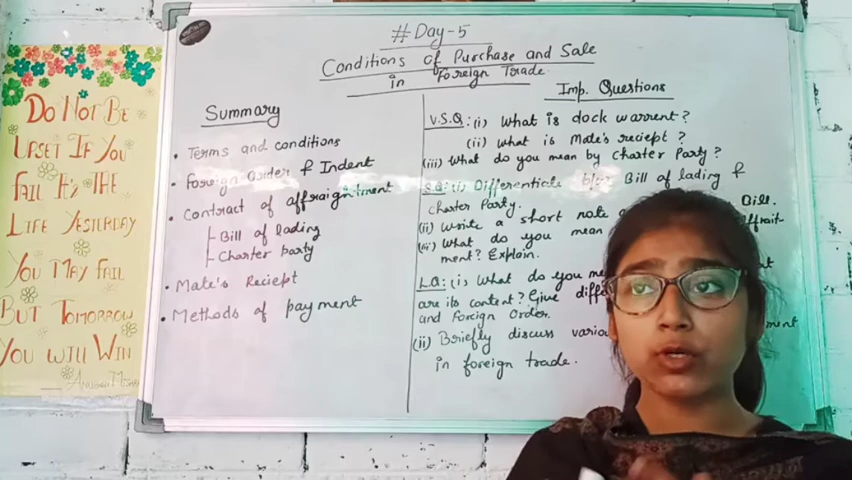 # Day-5
Conditions of Purchase and Sale
in Foreign Trade.
Do Not Be
Upset If You
Fail It's The
Life Yesterday
You May Fail
But Tomorrow
You Will Win
Summary
• Terms and conditions
• Foreign Order & Indent
• Contract of affraightment
Bill of lading
Charter party
• Mate's Reciept
• Methods of payment
Imp. Questions
V.S.Q: (i) What is dock warrent?
(ii) What is Mate's reciept?
(iii) What do you mean by Charter Party?
S.Q: (i) Differentiate b/w Bill of lading &
Charter Party.
(ii) Write a short note Bill.
(iii) What do you mean
ment? Explain.
L.Q: (i) What do you
are its content? Give
and Foreign Order.
(ii) Briefly discuss
in foreign trade.